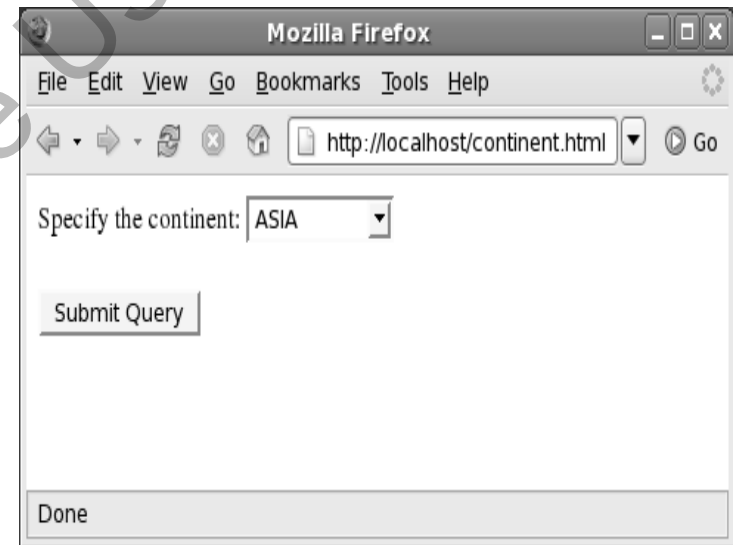 Mozilla Firefox
File Edit View Go Bookmarks Tools Help
http://localhost/continent.html Go
Specify the continent: ASIA
Submit Query
Done